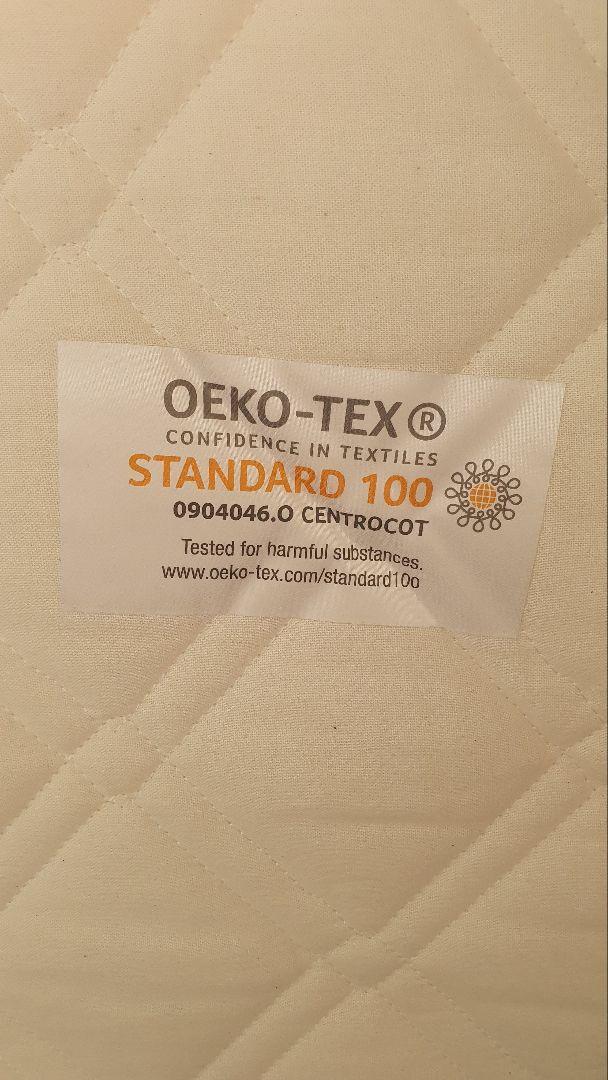 OEKO-TEX®
CONFIDENCE IN TEXTILES
STANDARD 100
0904046.O CENTROCOT
Tested for harmful substances.
www.oeko-tex.com/standard100